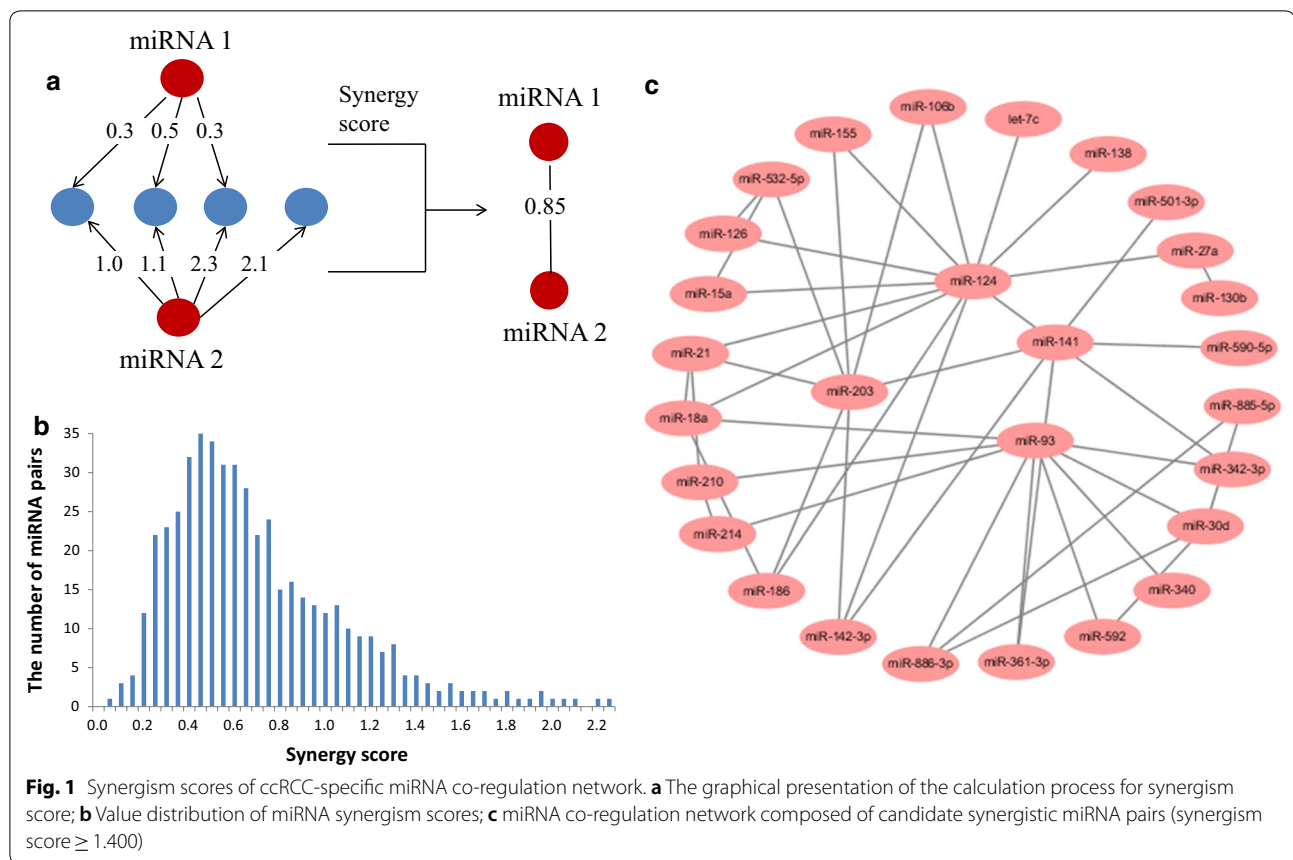 a
miRNA 1
0.3 0.5 0.3
1.0 1.1 2.3 2.1
miRNA 2
Synergy
score
miRNA 1
0.85
miRNA 2
b
The number of miRNA pairs
35
30
25
20
15
10
5
0
0.0 0.2 0.4 0.6 0.8 1.0 1.2 1.4 1.6 1.8 2.0 2.2
Synergy score
c
miR-106b
let-7c
miR-155
miR-138
miR-532-5p
miR-501-3p
miR-126
miR-27a
miR-124
miR-15a
miR-130b
miR-141
miR-590-5p
miR-21
miR-203
miR-885-5p
miR-18a
miR-93
miR-342-3p
miR-210
miR-30d
miR-214
miR-186
miR-340
miR-142-3p
miR-592
miR-886-3p
miR-361-3p
Fig. 1 Synergism scores of ccRCC-specific miRNA co-regulation network. a The graphical presentation of the calculation process for synergism
score; b Value distribution of miRNA synergism scores; c miRNA co-regulation network composed of candidate synergistic miRNA pairs (synergism
score ≥ 1.400)